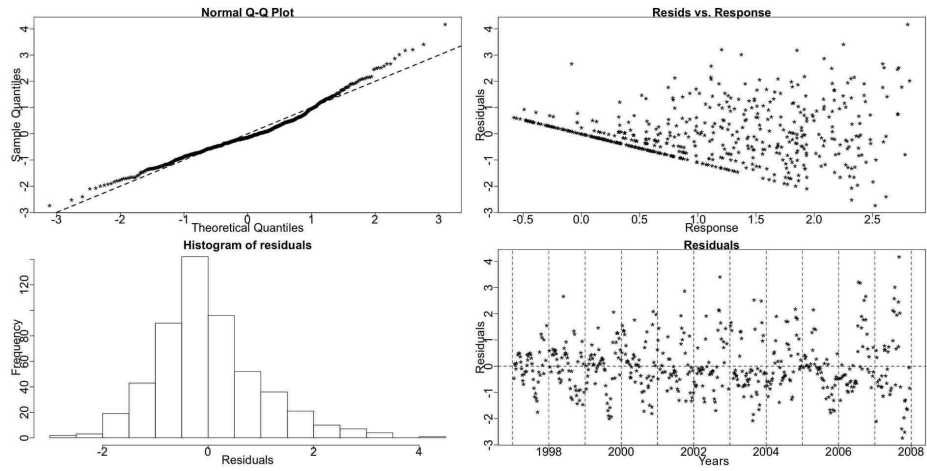 Normal Q-Q Plot
Sample Quantiles
4
3
2
1
0
-1
-2
-3
-3 -2 -1 0 1 2 3
Theoretical Quantiles
Resids vs. Response
Residuals
4
3
2
1
0
-1
-2
-3
-0.5 0.0 0.5 1.0 1.5 2.0 2.5
Response
Histogram of residuals
Frequency
120
80
60
40
20
0
-2 0 2 4
Residuals
Residuals
Residuals
4
3
2
1
0
-1
-2
-3
1998 2000 2002 2004 2006 2008
Years